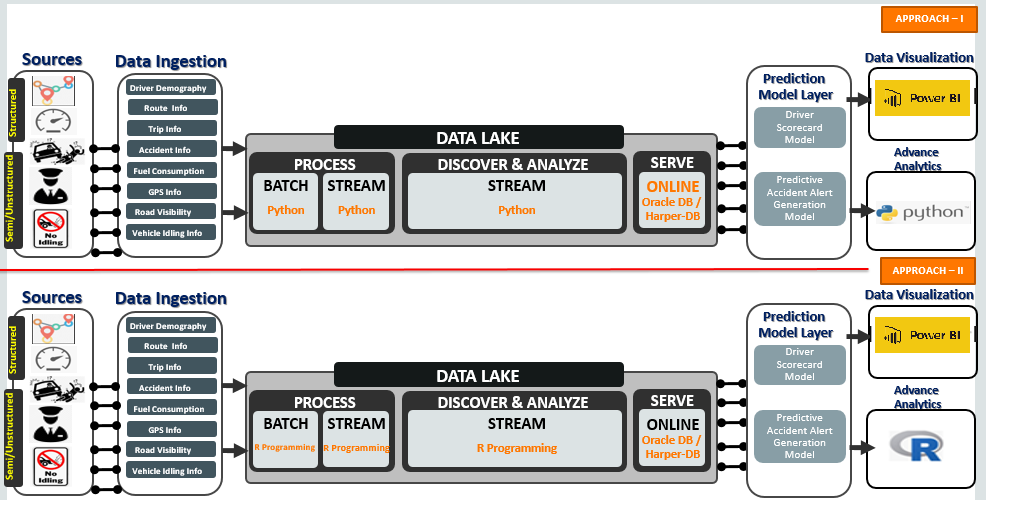 APPROACH – I
Sources
Data Ingestion
Structured
Semi/Unstructured
No
Idling
Driver Demography
Route Info
Trip Info
Accident Info
Fuel Consumption
GPS Info
Road Visibility
Vehicle Idling Info
DATA LAKE
PROCESS
BATCH
Python
STREAM
Python
DISCOVER & ANALYZE
STREAM
Python
SERVE
ONLINE
Oracle DB /
Harper-DB
Prediction
Model Layer
Driver
Scorecard
Model
Predictive
Accident Alert
Generation
Model
Data Visualization
Power BI
Advance
Analytics
python
APPROACH – II
Sources
Data Ingestion
Structured
Semi/Unstructured
No
Idling
Driver Demography
Route Info
Trip Info
Accident Info
Fuel Consumption
GPS Info
Road Visibility
Vehicle Idling Info
DATA LAKE
PROCESS
BATCH
R Programming
STREAM
R Programming
DISCOVER & ANALYZE
STREAM
R Programming
SERVE
ONLINE
Oracle DB /
Harper-DB
Prediction
Model Layer
Driver
Scorecard
Model
Predictive
Accident Alert
Generation
Model
Data Visualization
Power BI
Advance
Analytics
R